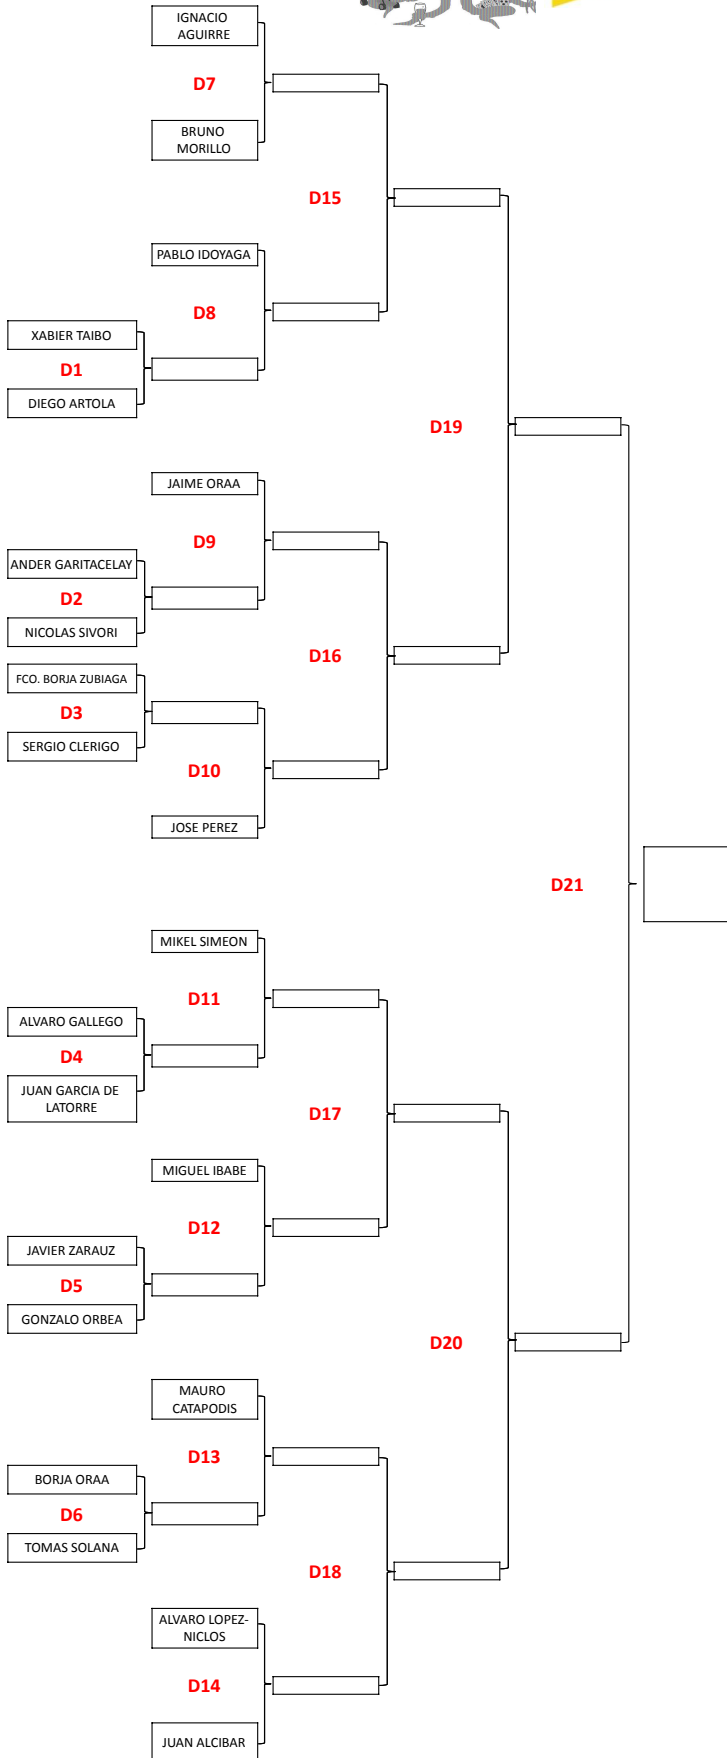 IGNACIO
AGUIRRE
D7
BRUNO
MORILLO
D15
PABLO IDOYAGA
D8
XABIER TAIBO
D1
DIEGO ARTOLA
D19
JAIME ORAA
D9
ANDER GARITACELAY
D2
NICOLAS SIVORI
D16
FCO. BORJA ZUBIAGA
D3
SERGIO CLERIGO
D10
JOSE PEREZ
D21
MIKEL SIMEON
D11
ALVARO GALLEGO
D4
JUAN GARCIA DE
LATORRE
D17
MIGUEL IBABE
D12
JAVIER ZARAUZ
D5
GONZALO ORBEA
D20
MAURO
CATAPODIS
D13
BORJA ORAA
D6
TOMAS SOLANA
D18
ALVARO LOPEZ-
NICLOS
D14
JUAN ALCIBAR